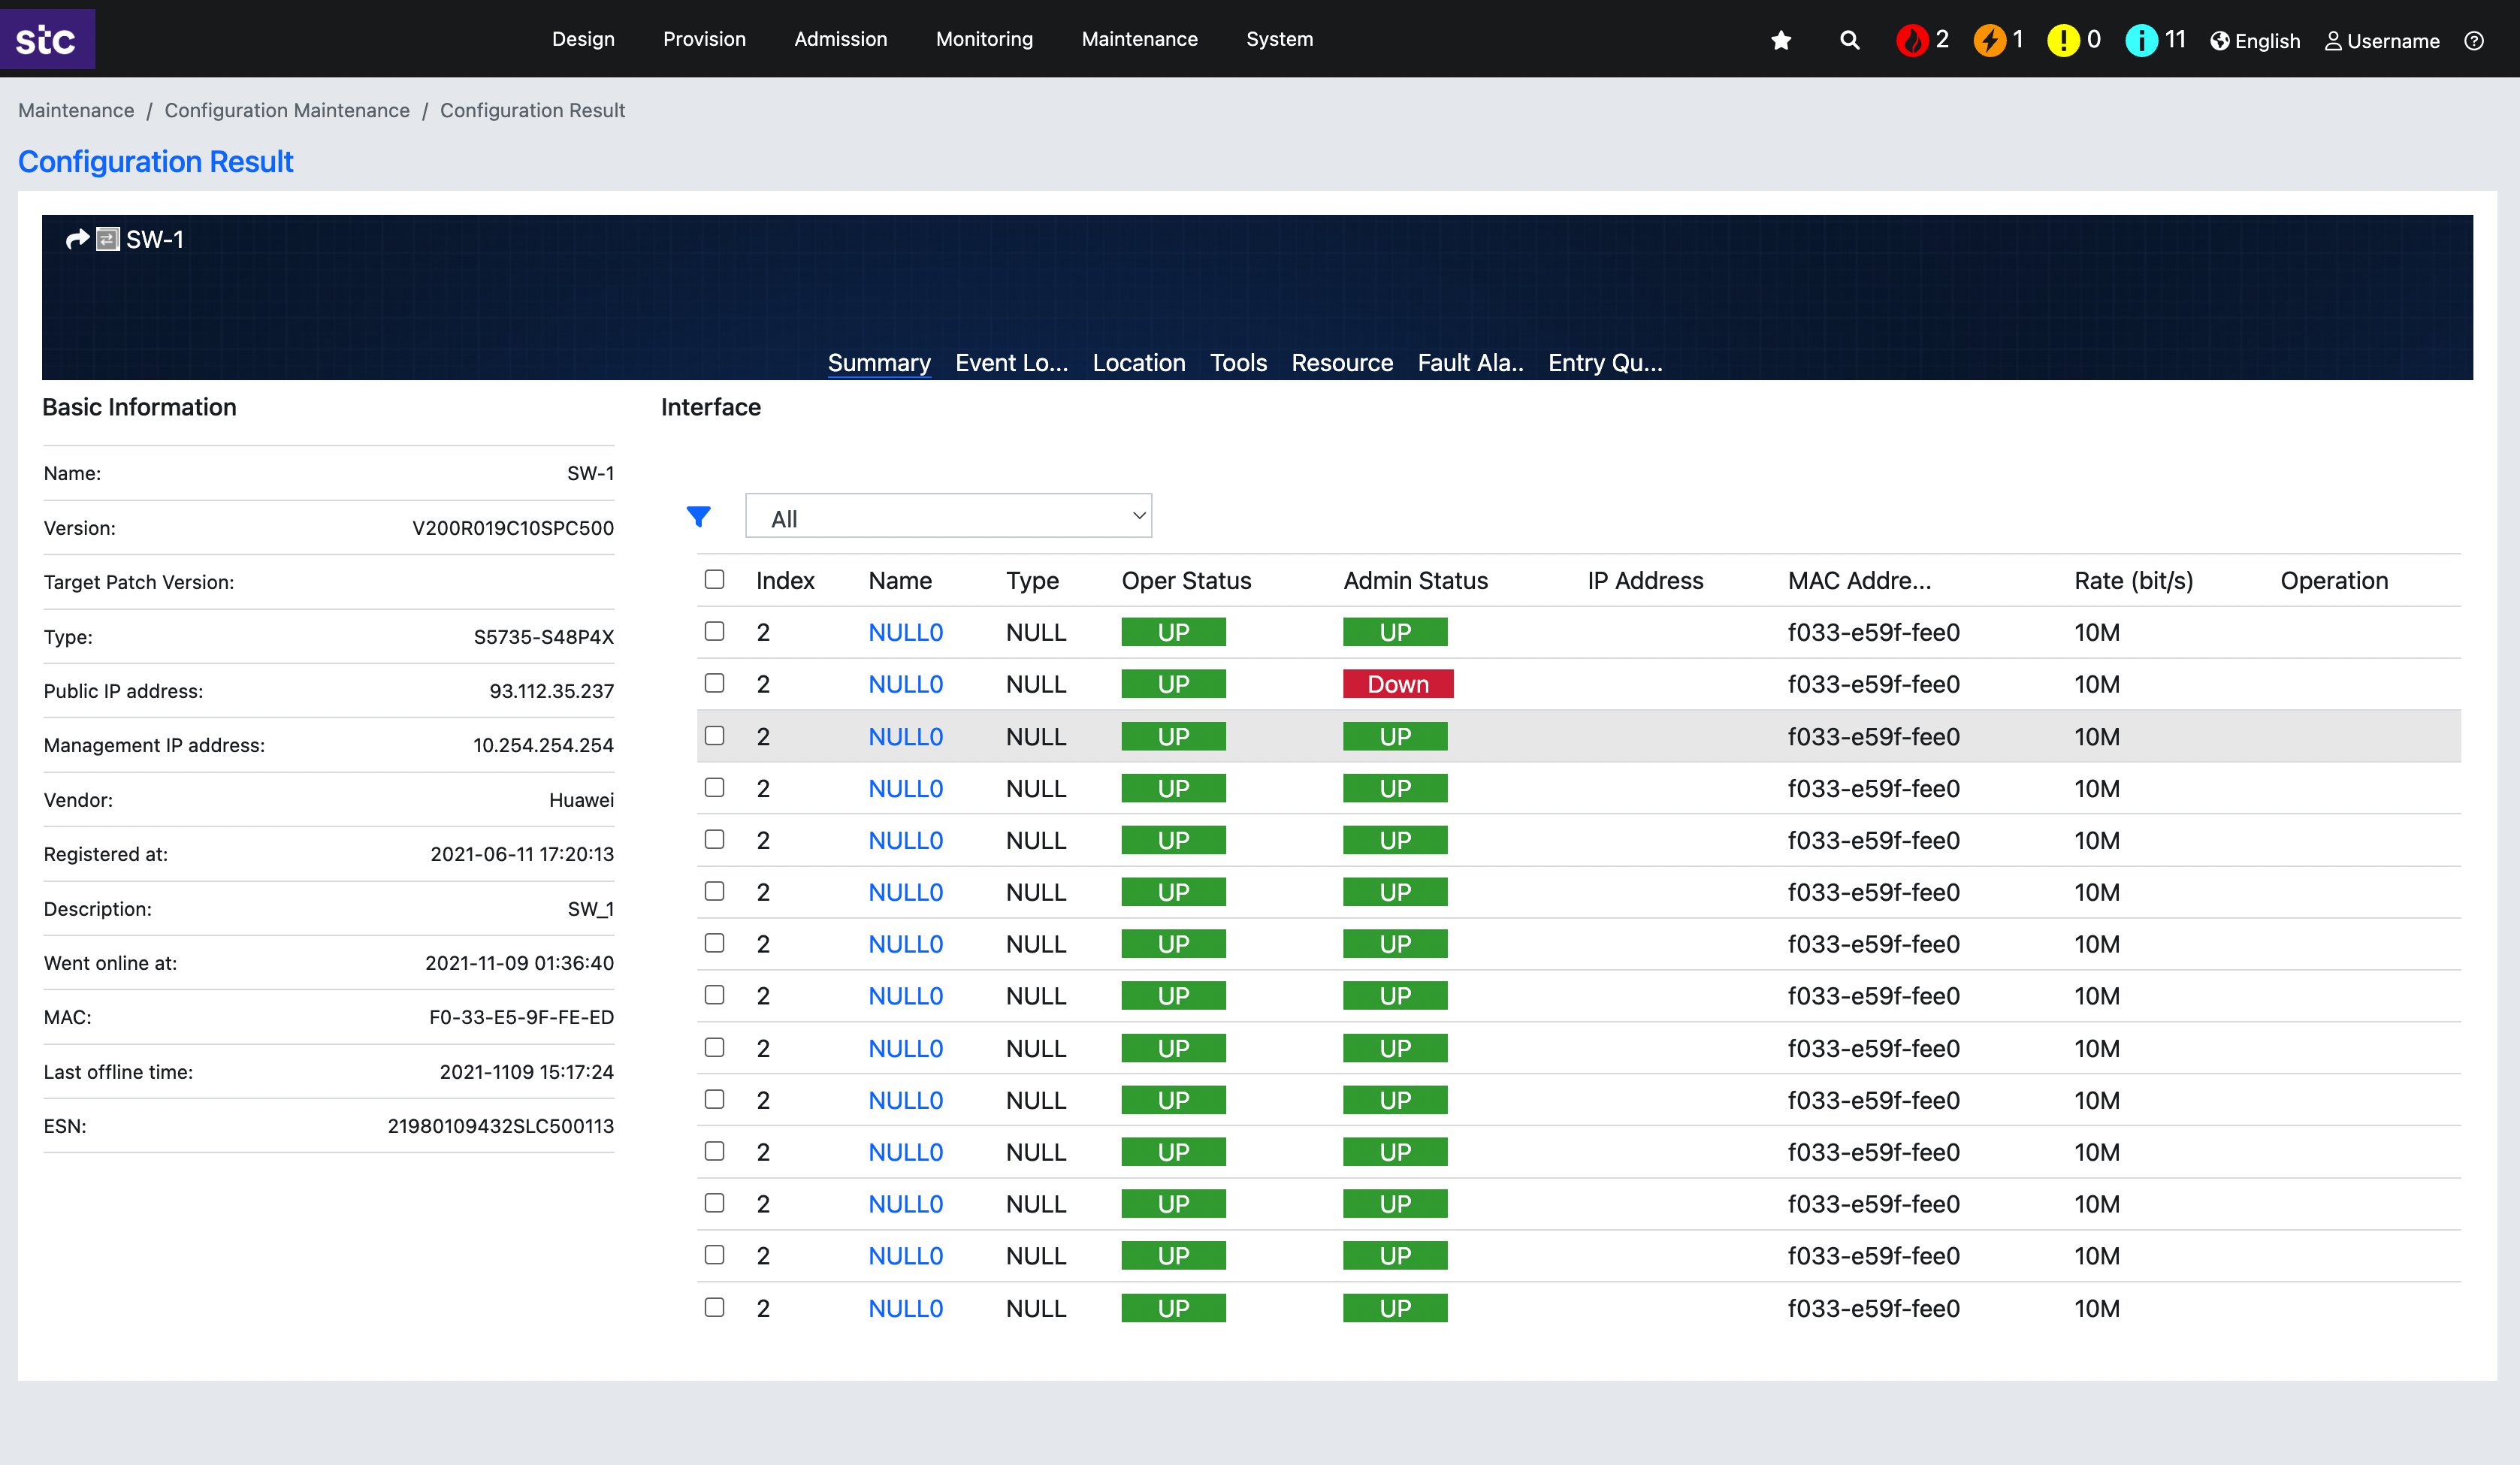 stc Design Provision Admission Monitoring Maintenance System 2 1 0 11 English Username
Maintenance / Configuration Maintenance / Configuration Result
Configuration Result
SW-1
Summary Event Lo... Location Tools Resource Fault Ala.. Entry Qu...
Basic Information
Name: SW-1
Version: V200R019C10SPC500
Target Patch Version:
Type: S5735-S48P4X
Public IP address: 93.112.35.237
Management IP address: 10.254.254.254
Vendor: Huawei
Registered at: 2021-06-11 17:20:13
Description: SW_1
Went online at: 2021-11-09 01:36:40
MAC: F0-33-E5-9F-FE-ED
Last offline time: 2021-1109 15:17:24
ESN: 21980109432SLC500113
Interface
All
Index Name Type Oper Status Admin Status IP Address MAC Addre... Rate (bit/s) Operation
2 NULL0 NULL UP UP f033-e59f-fee0 10M
2 NULL0 NULL UP Down f033-e59f-fee0 10M
2 NULL0 NULL UP UP f033-e59f-fee0 10M
2 NULL0 NULL UP UP f033-e59f-fee0 10M
2 NULL0 NULL UP UP f033-e59f-fee0 10M
2 NULL0 NULL UP UP f033-e59f-fee0 10M
2 NULL0 NULL UP UP f033-e59f-fee0 10M
2 NULL0 NULL UP UP f033-e59f-fee0 10M
2 NULL0 NULL UP UP f033-e59f-fee0 10M
2 NULL0 NULL UP UP f033-e59f-fee0 10M
2 NULL0 NULL UP UP f033-e59f-fee0 10M
2 NULL0 NULL UP UP f033-e59f-fee0 10M
2 NULL0 NULL UP UP f033-e59f-fee0 10M
2 NULL0 NULL UP UP f033-e59f-fee0 10M